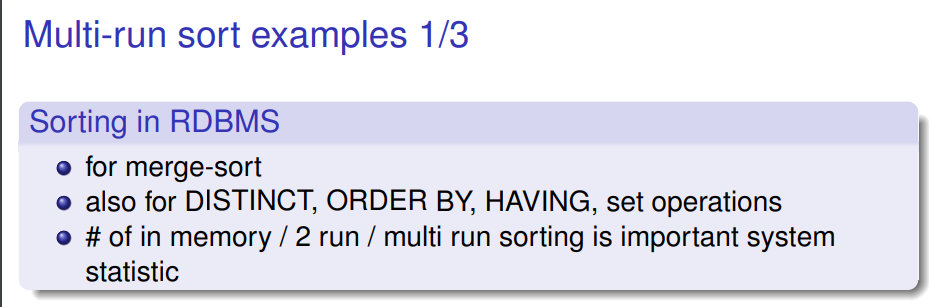 Multi-run sort examples 1/3
Sorting in RDBMS
for merge-sort
also for DISTINCT, ORDER BY, HAVING, set operations
# of in memory / 2 run / multi run sorting is important system
statistic